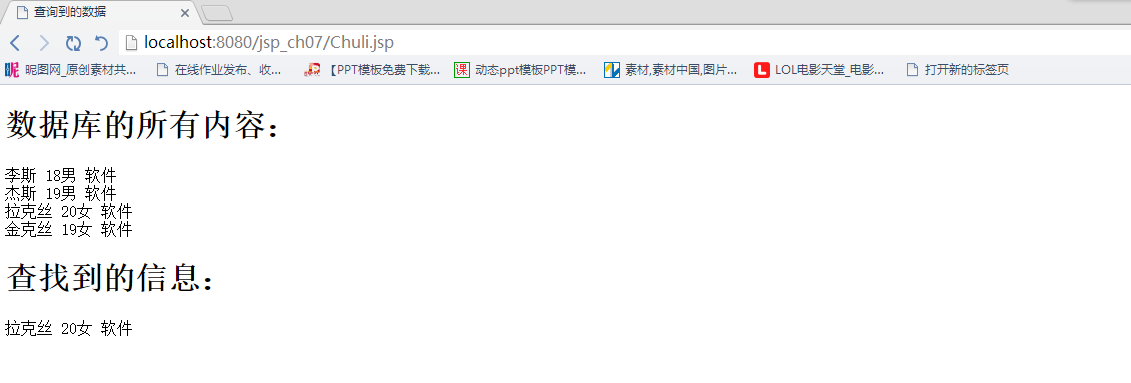 查询到的数据
localhost:8080/jsp_ch07/Chuli.jsp
昵图网_原创素材共... 在线作业发布、收... 【PPT模板免费下载... 课 动态ppt模板PPT模... 素材,素材中国,图片... L LOL电影天堂_电影... 打开新的标签页
数据库的所有内容：
李斯 18男 软件
杰斯 19男 软件
拉克丝 20女 软件
金克丝 19女 软件
查找到的信息：
拉克丝 20女 软件